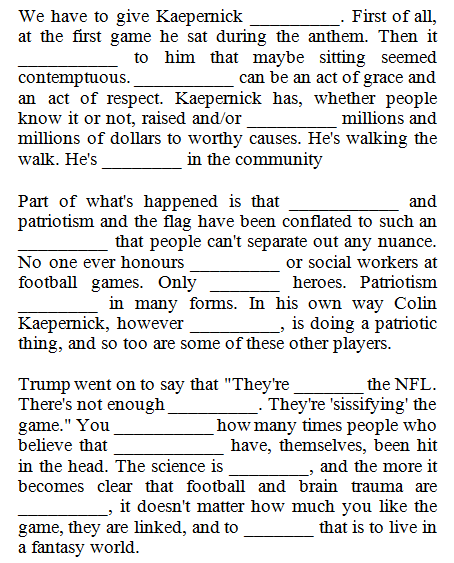 We have to give Kaepernick __________. First of all,
at the first game he sat during the anthem. Then it
___________ to him that maybe sitting seemed
contemptuous. ___________ can be an act of grace and
an act of respect. Kaepernick has, whether people
know it or not, raised and/or __________ millions and
millions of dollars to worthy causes. He's walking the
walk. He's _________ in the community

Part of what's happened is that ____________ and
patriotism and the flag have been conflated to such an
__________ that people can't separate out any nuance.
No one ever honours __________ or social workers at
football games. Only ________ heroes. Patriotism
_________ in many forms. In his own way Colin
Kaepernick, however __________, is doing a patriotic
thing, and so too are some of these other players.

Trump went on to say that "They're ________ the NFL.
There's not enough __________. They're 'sissifying' the
game." You ___________ how many times people who
believe that ____________ have, themselves, been hit
in the head. The science is _________, and the more it
becomes clear that football and brain trauma are
__________, it doesn't matter how much you like the
game, they are linked, and to ________ that is to live in
a fantasy world.